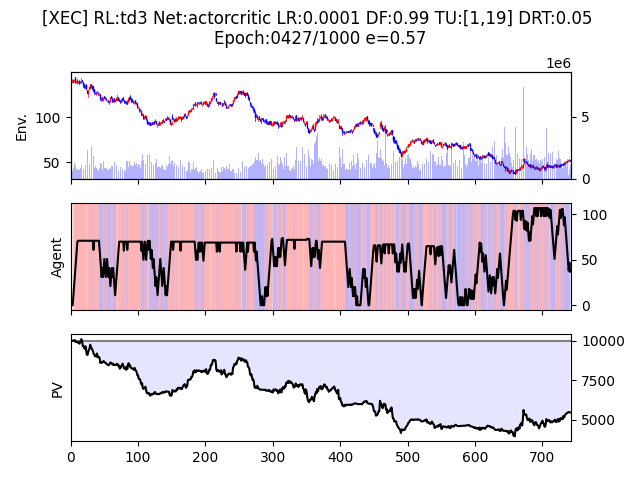 [XEC] RL:td3 Net:actorcritic LR:0.0001 DF:0.99 TU:[1,19] DRT:0.05
Epoch:0427/1000 e=0.57
1e6
Env.
100
50
5
0
Agent
100
50
0
PV
10000
7500
5000
0 100 200 300 400 500 600 700